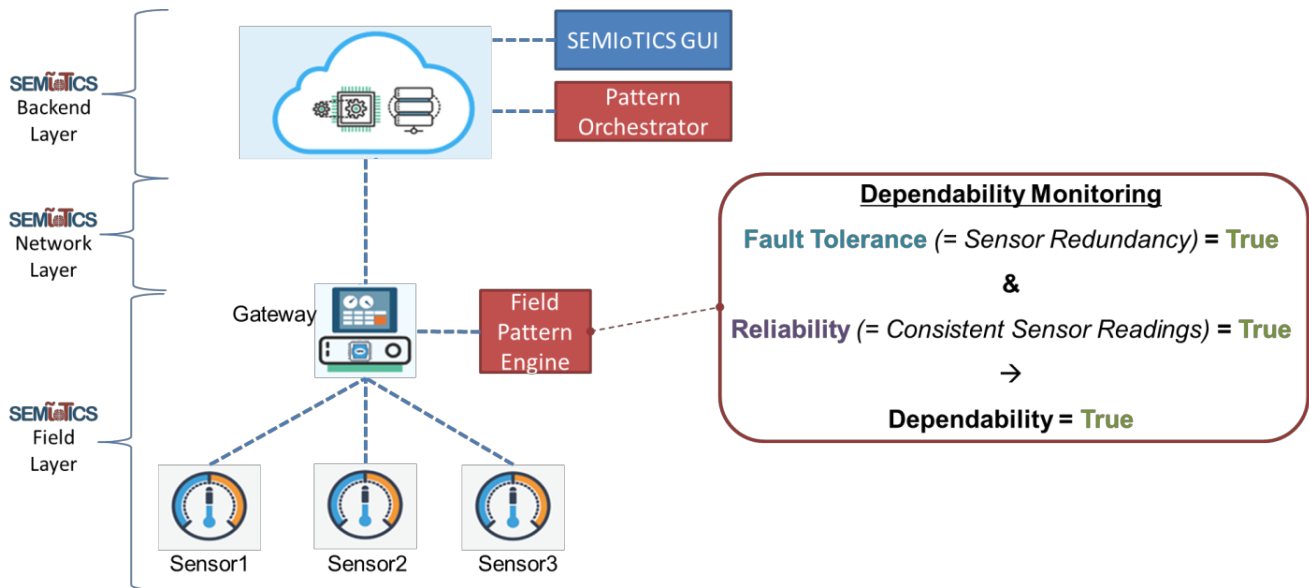 SEMIoTICS
Backend
Layer
SEMIoTICS GUI
Pattern
Orchestrator
SEMIoTICS
Network
Layer
Dependability Monitoring
Fault Tolerance (= Sensor Redundancy) = True
&
Reliability (= Consistent Sensor Readings) = True
→
Dependability = True
Gateway
Field
Pattern
Engine
SEMIoTICS
Field
Layer
Sensor1
Sensor2
Sensor3